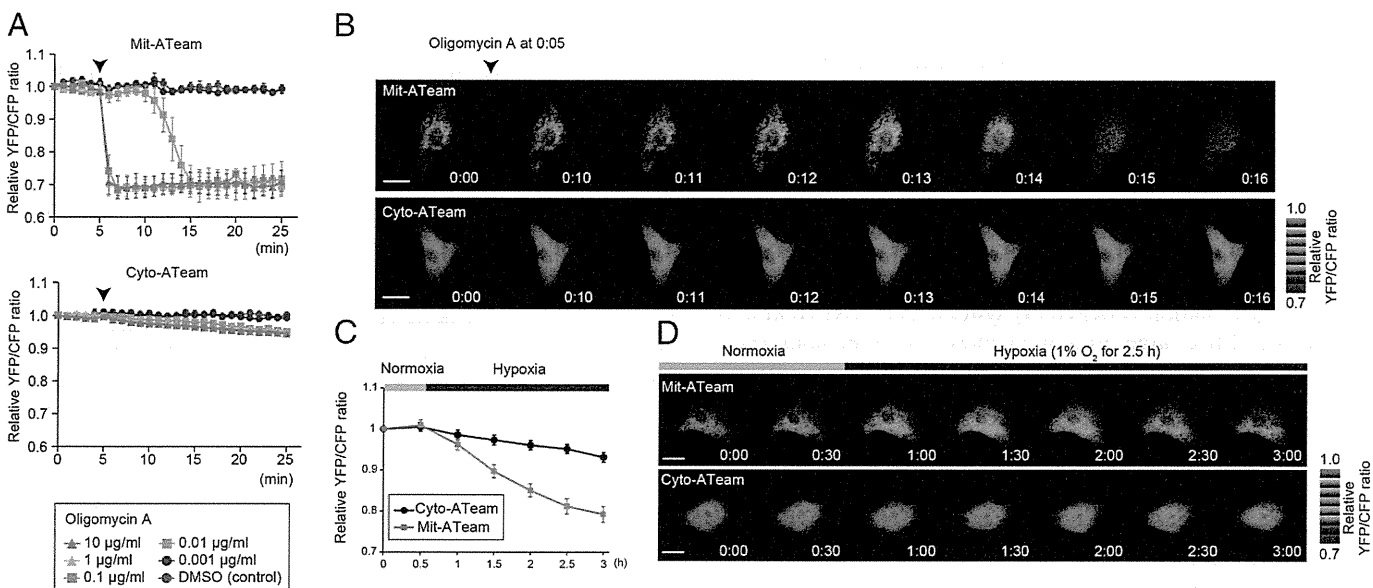 A
Mit-ATeam
Relative YFP/CFP ratio
1.1
1.0
0.9
0.8
0.7
0.6
0 5 10 15 20 25
(min)
Cyto-ATeam
Relative YFP/CFP ratio
1.1
1.0
0.9
0.8
0.7
0.6
0 5 10 15 20 25
(min)
Oligomycin A
10 µg/ml 0.01 µg/ml
1 µg/ml 0.001 µg/ml
0.1 µg/ml DMSO (control)
B
Oligomycin A at 0:05
Mit-ATeam
0:00 0:10 0:11 0:12 0:13 0:14 0:15 0:16
Cyto-ATeam
0:00 0:10 0:11 0:12 0:13 0:14 0:15 0:16
1.0
Relative
YFP/CFP ratio
0.7
C
Normoxia Hypoxia
Relative YFP/CFP ratio
1.1
1
0.9
0.8
0.7
Cyto-ATeam
Mit-ATeam
0 0.5 1 1.5 2 2.5 3 (h)
D
Normoxia Hypoxia (1% O₂ for 2.5 h)
Mit-ATeam
0:00 0:30 1:00 1:30 2:00 2:30 3:00
Cyto-ATeam
0:00 0:30 1:00 1:30 2:00 2:30 3:00
1.0
Relative
YFP/CFP ratio
0.7